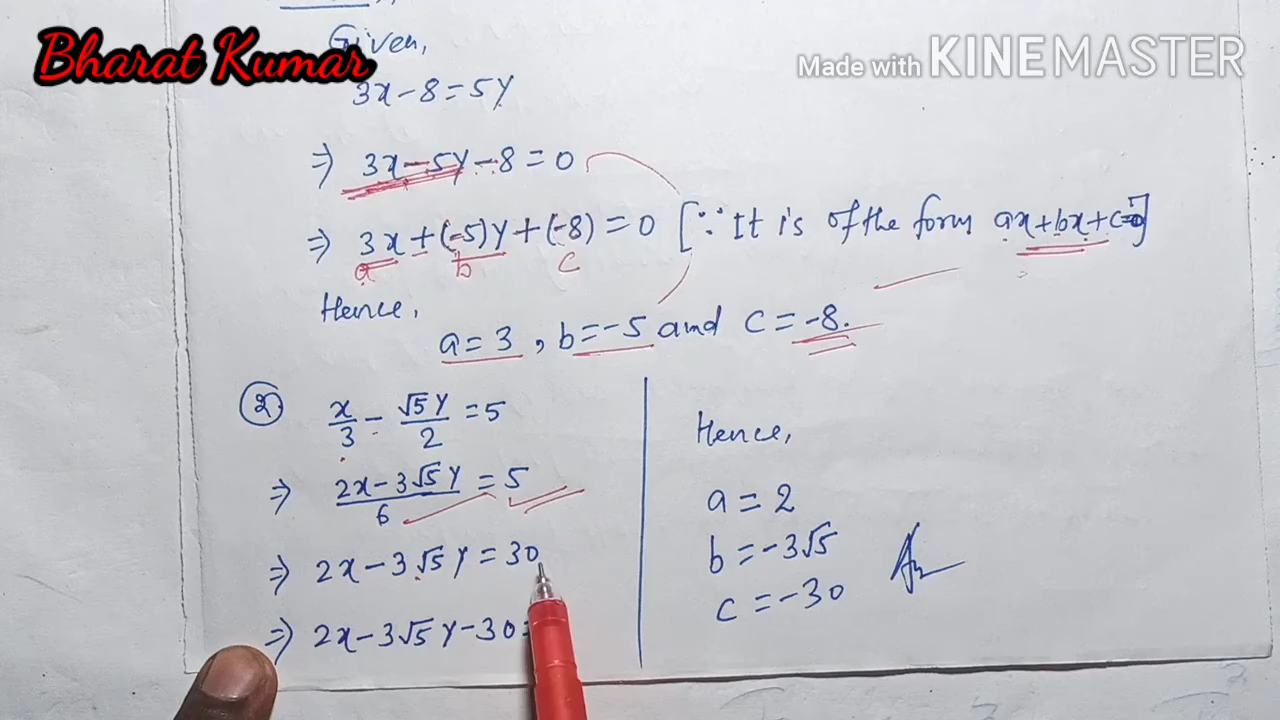 Bharat Kumar
Made with KINEMASTER
Given,
3x-8=5y
⇒ 3x-5y-8=0
⇒ 3x+(-5)y+(-8)=0 [∵ It is of the form ax+bx+c=0]
a b c
Hence,
a=3, b=-5 and c=-8.
② x/3 - √5y/2 = 5
⇒ 2x-3√5y/6 = 5
⇒ 2x-3√5y=30
⇒ 2x-3√5y-30=
Hence,
a=2
b=-3√5
c=-30